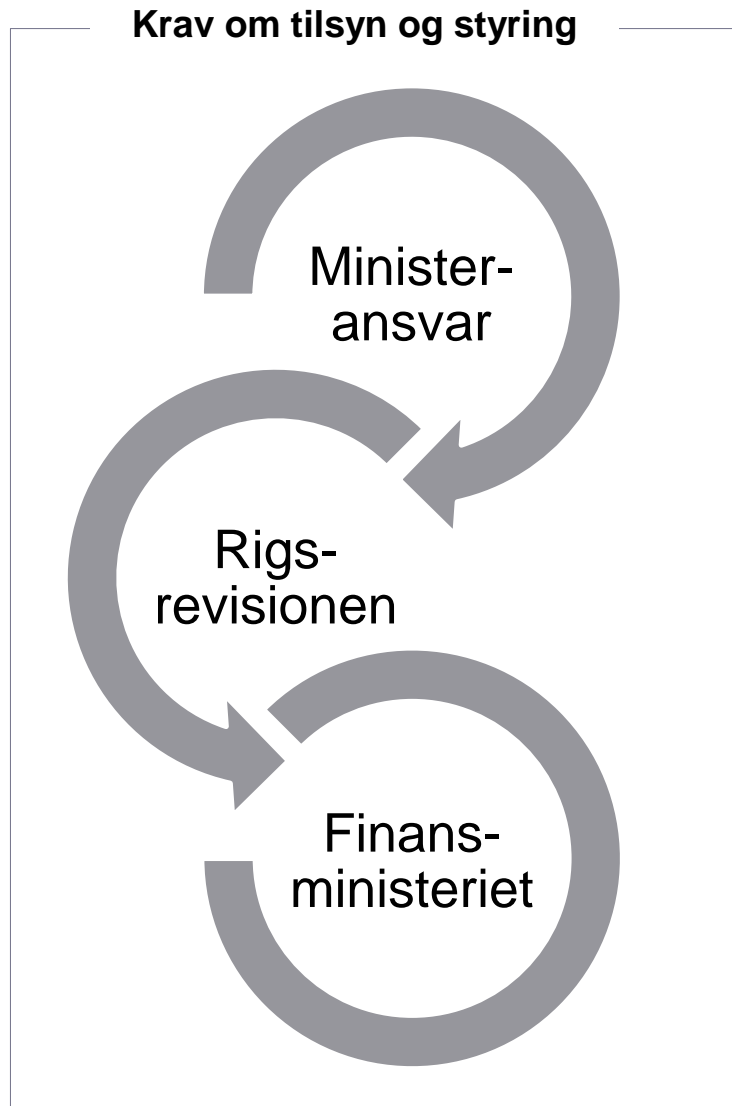 Krav om tilsyn og styring
Minister-
ansvar
Rigs-
revisionen
Finans-
ministeriet